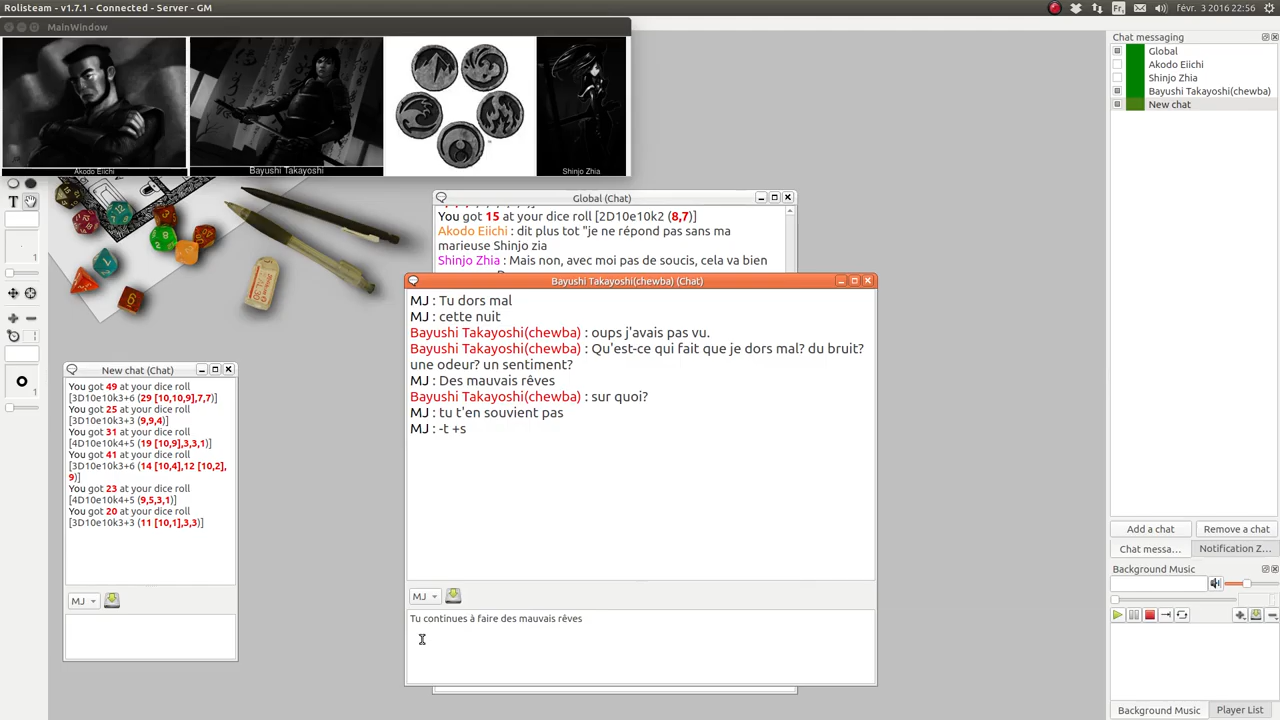 Rolisteam - v1.7.1 - Connected - Server - GM
Fr,
févr. 3 2016 22:56
MainWindow
Akodo Eiichi
Bayushi Takayoshi
Shinjo Zhia
Chat messaging
Global
Akodo Eiichi
Shinjo Zhia
Bayushi Takayoshi(chewba)
New chat
T
1
Global (Chat)
You got 15 at your dice roll [2D10e10k2 (8,7)]
Akodo Eiichi : dit plus tot "je ne répond pas sans ma
marieuse Shinjo zia
Shinjo Zhia : Mais non, avec moi pas de soucis, cela va bien
Bayushi Takayoshi(chewba) (Chat)
MJ : Tu dors mal
MJ : cette nuit
Bayushi Takayoshi(chewba) : oups j'avais pas vu.
Bayushi Takayoshi(chewba) : Qu'est-ce qui fait que je dors mal? du bruit?
une odeur? un sentiment?
MJ : Des mauvais rêves
Bayushi Takayoshi(chewba) : sur quoi?
MJ : tu t'en souvient pas
MJ : -t +s
MJ
Tu continues à faire des mauvais rêves
1
1
New chat (Chat)
You got 49 at your dice roll
[3D10e10k3+6 (29 [10,10,9],7,7)]
You got 25 at your dice roll
[3D10e10k3+3 (9,9,4)]
You got 31 at your dice roll
[4D10e10k4+5 (19 [10,9],3,3,1)]
You got 41 at your dice roll
[3D10e10k3+6 (14 [10,4],12 [10,2],
9)]
You got 23 at your dice roll
[4D10e10k4+5 (9,5,3,1)]
You got 20 at your dice roll
[3D10e10k3+3 (11 [10,1],3,3)]
MJ
Add a chat
Remove a chat
Chat messa...
Notification Z...
Background Music
Background Music
Player List